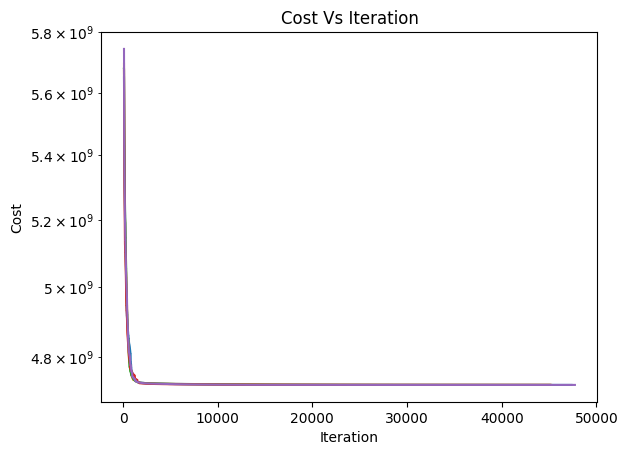 Cost Vs Iteration
5.8 × 10⁹
5.6 × 10⁹
5.4 × 10⁹
5.2 × 10⁹
5 × 10⁹
4.8 × 10⁹
Cost
0 10000 20000 30000 40000 50000
Iteration